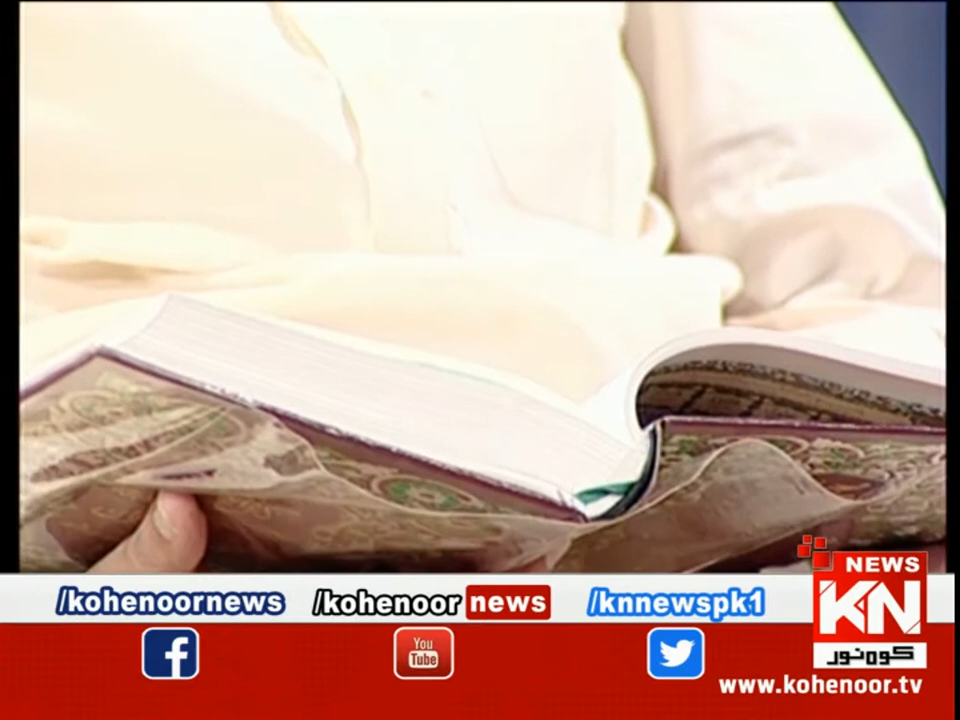 /kohenoornews
/kohenoor news
/knnewspk1
NEWS
KN
کوہ نور
f
You
Tube
www.kohenoor.tv